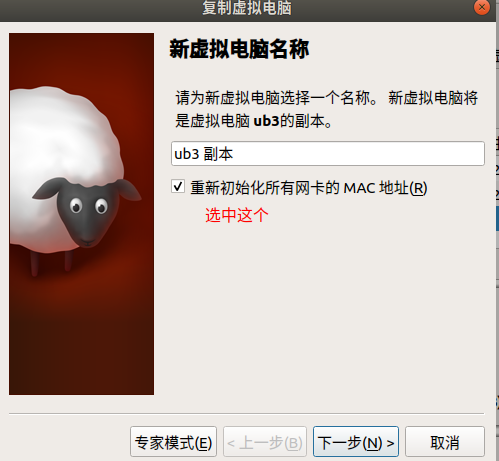 复制虚拟电脑
新虚拟电脑名称
请为新虚拟电脑选择一个名称。 新虚拟电脑将
是虚拟电脑 ub3的副本。
ub3 副本
重新初始化所有网卡的 MAC 地址(R)
选中这个
专家模式(E) < 上一步(B) 下一步(N) > 取消